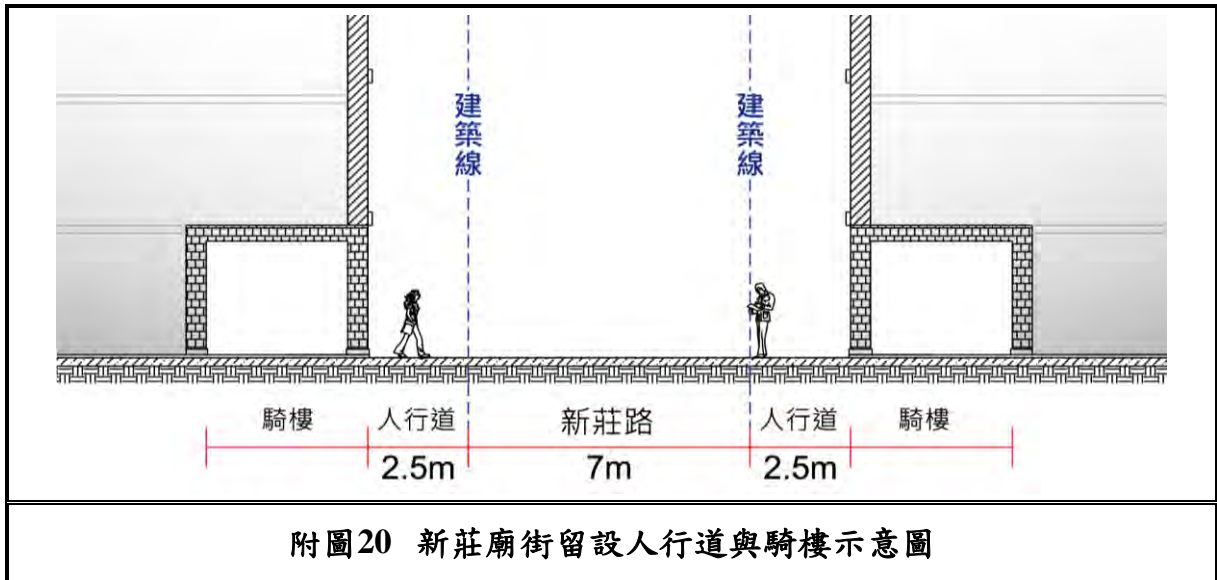 建築線
建築線
騎樓
人行道
新莊路
人行道
騎樓
2.5m
7m
2.5m
附圖20 新莊廟街留設人行道與騎樓示意圖